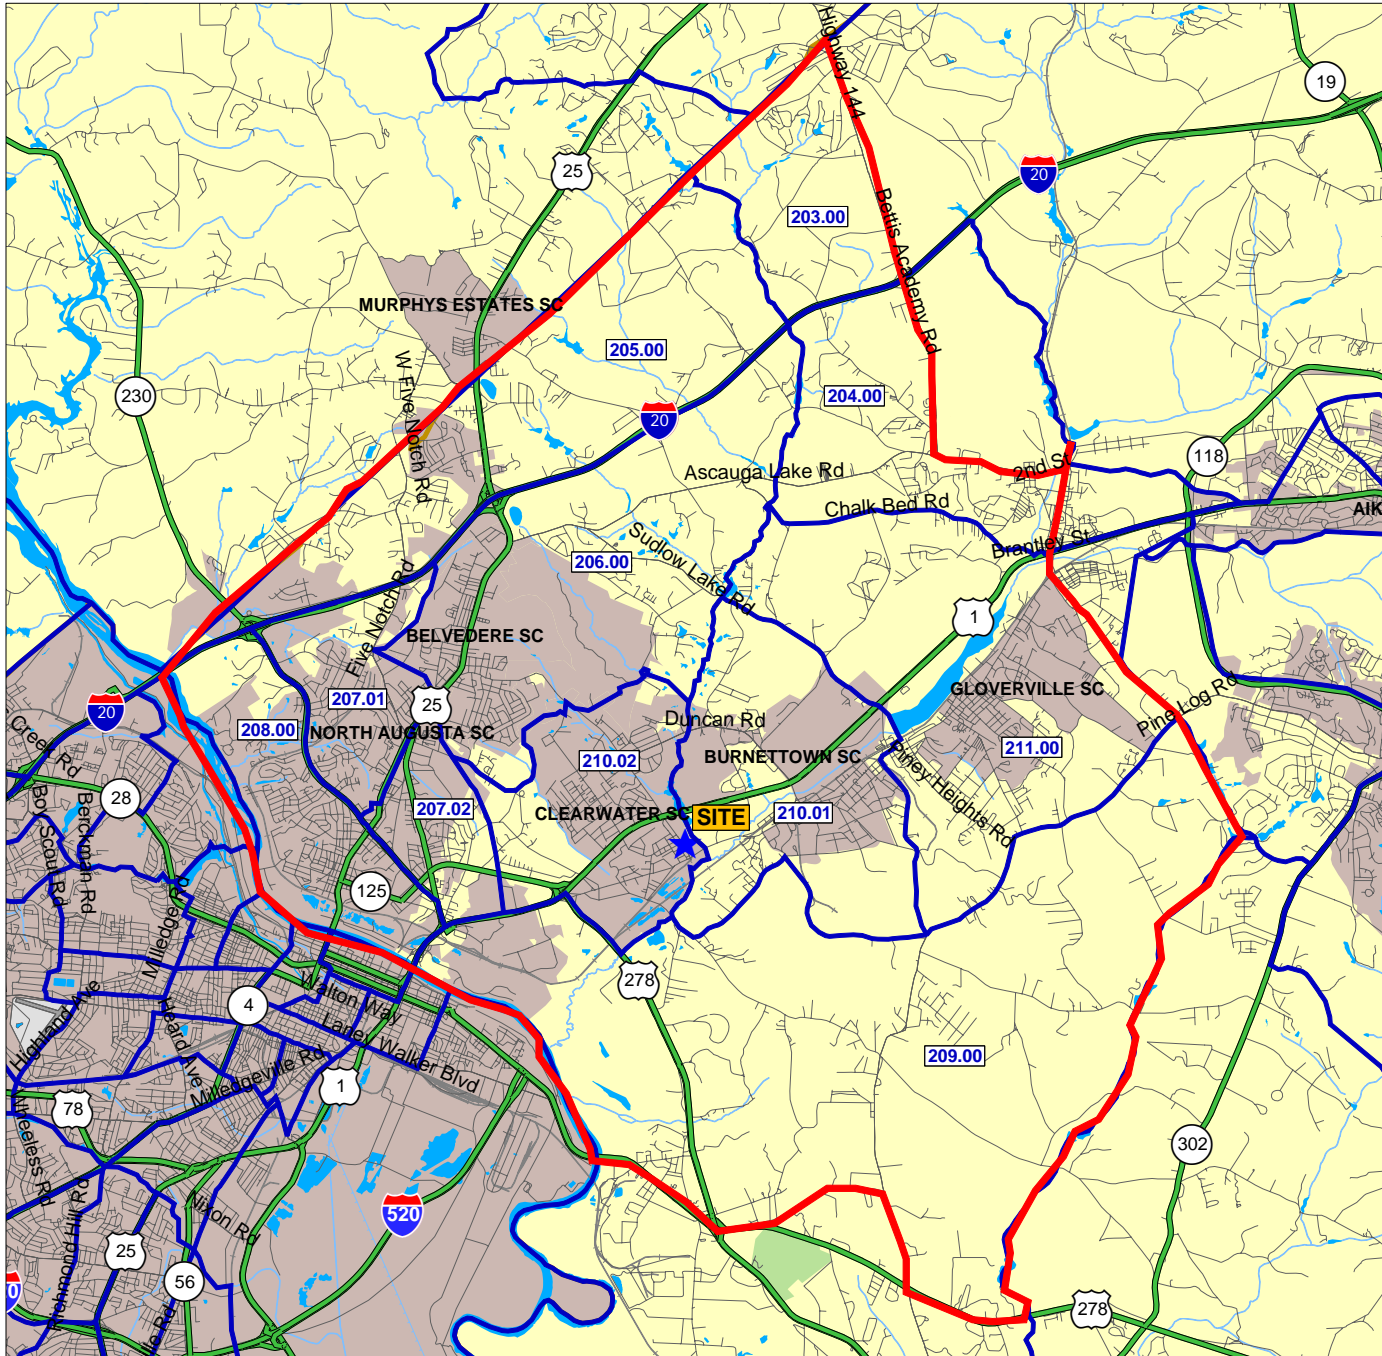 Highway 144
19
25
20
203.00
Bettis Academy Rd
MURPHYS ESTATES SC
205.00
W Five Notch Rd
230
204.00
20
118
Ascauga Lake Rd
2nd St
Chalk Bed Rd
AIK
Brantley St
Sudlow Lake Rd
206.00
Five Notch Rd
1
BELVEDERE SC
GLOVERVILLE SC
207.01
25
20
Pine Log Rd
Duncan Rd
208.00
NORTH AUGUSTA SC
211.00
Creek Rd
BURNETTOWN SC
210.02
Piney Heights Rd
28
Boy Scout Rd
Berckman Rd
207.02
CLEARWATER SC
SITE
210.01
125
Milledge Rd
278
Walton Way
4
Highland Ave
Heard Ave
Laney Walker Blvd
209.00
Milledgeville Rd
1
78
Wheeless Rd
302
520
Nixon Rd
Richmond Hill Rd
25
56
278
0
lle Rd